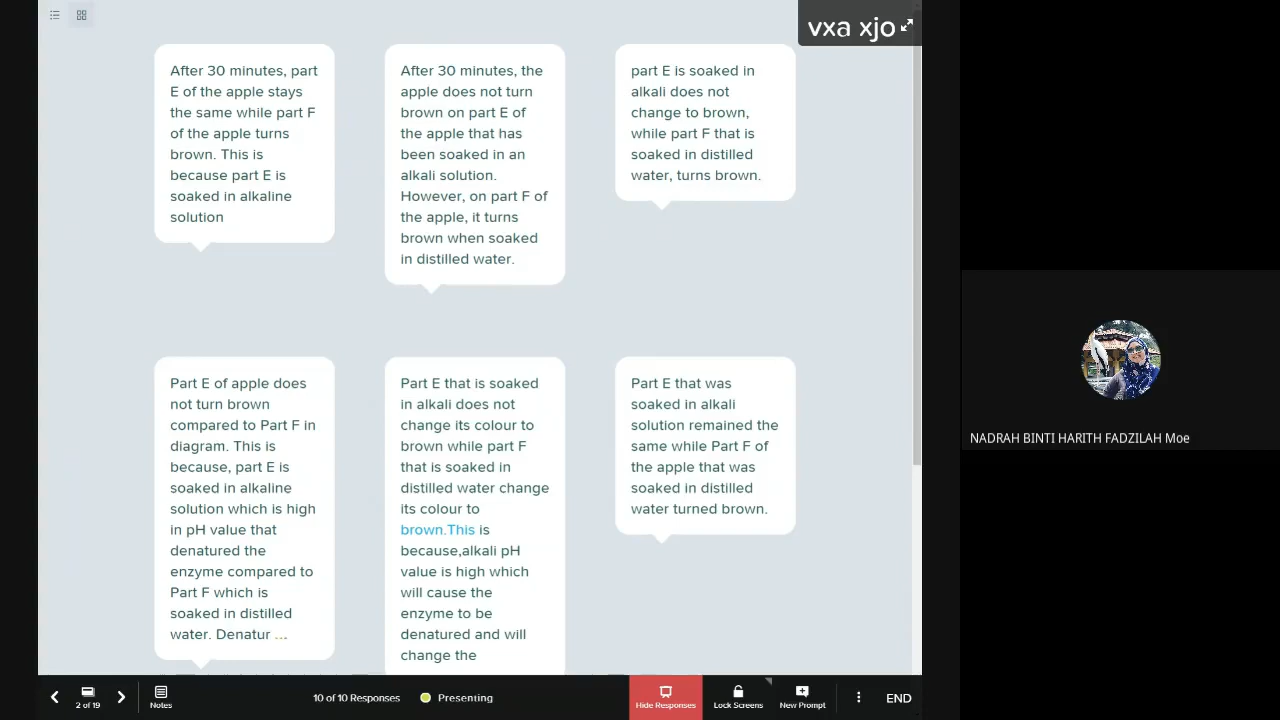 vxa xjo
After 30 minutes, part
E of the apple stays
the same while part F
of the apple turns
brown. This is
because part E is
soaked in alkaline
solution
After 30 minutes, the
apple does not turn
brown on part E of
the apple that has
been soaked in an
alkali solution.
However, on part F of
the apple, it turns
brown when soaked
in distilled water.
part E is soaked in
alkali does not
change to brown,
while part F that is
soaked in distilled
water, turns brown.
Part E of apple does
not turn brown
compared to Part F in
diagram. This is
because, part E is
soaked in alkaline
solution which is high
in pH value that
denatured the
enzyme compared to
Part F which is
soaked in distilled
water. Denatur ...
Part E that is soaked
in alkali does not
change its colour to
brown while part F
that is soaked in
distilled water change
its colour to
brown.This is
because,alkali pH
value is high which
will cause the
enzyme to be
denatured and will
change the
Part E that was
soaked in alkali
solution remained the
same while Part F of
the apple that was
soaked in distilled
water turned brown.
NADRAH BINTI HARITH FADZILAH Moe
2 of 19
Notes
10 of 10 Responses
Presenting
Hide Responses
Lock Screens
New Prompt
END